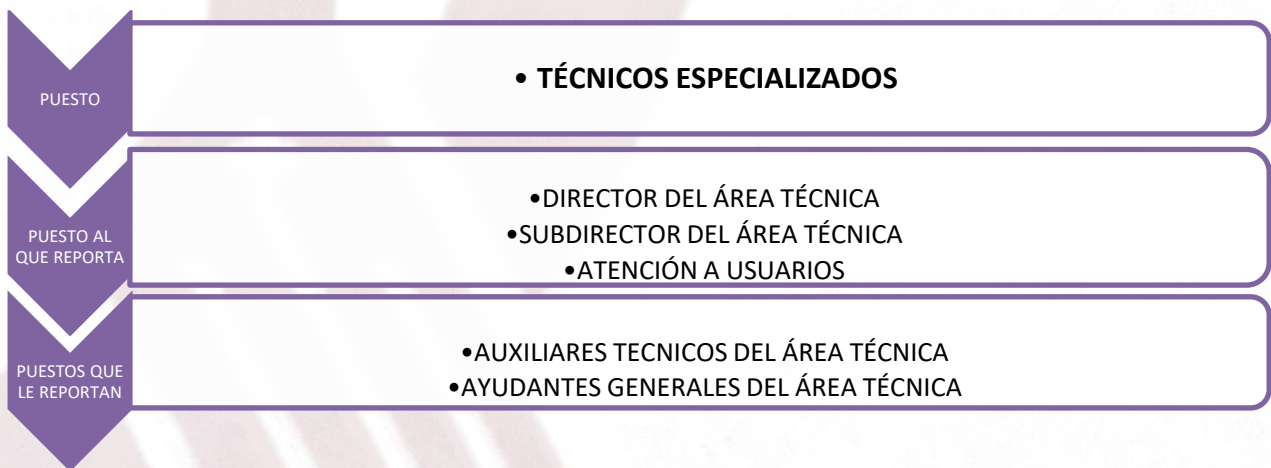 PUESTO
• TÉCNICOS ESPECIALIZADOS
PUESTO AL
QUE REPORTA
•DIRECTOR DEL ÁREA TÉCNICA
•SUBDIRECTOR DEL ÁREA TÉCNICA
•ATENCIÓN A USUARIOS
PUESTOS QUE
LE REPORTAN
•AUXILIARES TECNICOS DEL ÁREA TÉCNICA
•AYUDANTES GENERALES DEL ÁREA TÉCNICA